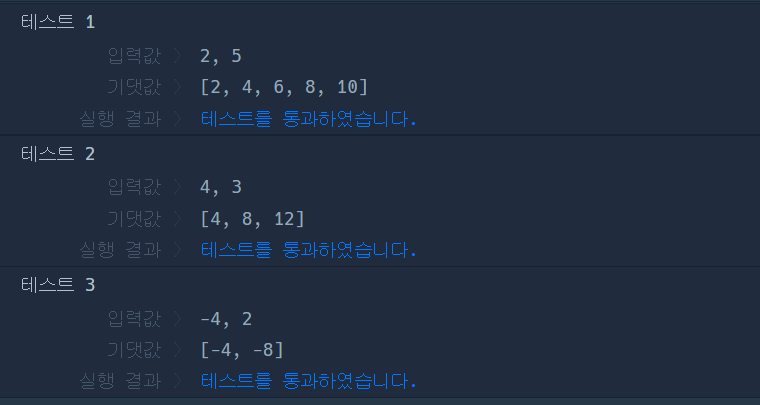 테스트 1
입력값 〉 2, 5
기댓값 〉 [2, 4, 6, 8, 10]
실행 결과 〉 테스트를 통과하였습니다.
테스트 2
입력값 〉 4, 3
기댓값 〉 [4, 8, 12]
실행 결과 〉 테스트를 통과하였습니다.
테스트 3
입력값 〉 -4, 2
기댓값 〉 [-4, -8]
실행 결과 〉 테스트를 통과하였습니다.